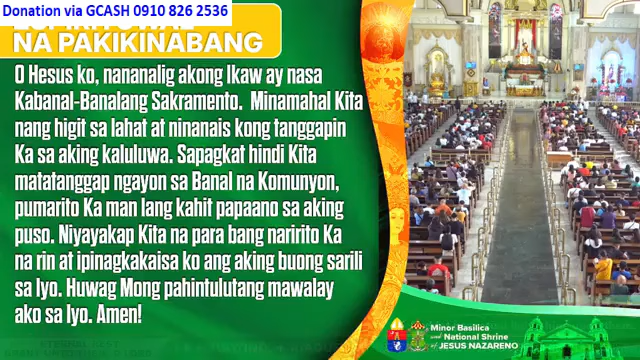 Donation via GCASH 0910 826 2536
NA PAKIKINABANG
O Hesus ko, nananalig akong Ikaw ay nasa
Kabanal-Banalang Sakramento. Minamahal Kita
nang higit sa lahat at ninanais kong tanggapin
Ka sa aking kaluluwa. Sapagkat hindi Kita
matatanggap ngayon sa Banal na Komunyon,
pumarito Ka man lang kahit papaano sa aking
puso. Niyayakap Kita na para bang naririto Ka
na rin at ipinagkakaisa ko ang aking buong sarili
sa Iyo. Huwag Mong pahintulutang mawalay
ako sa Iyo. Amen!
Minor Basilica
and National Shrine
of JESUS NAZARENO